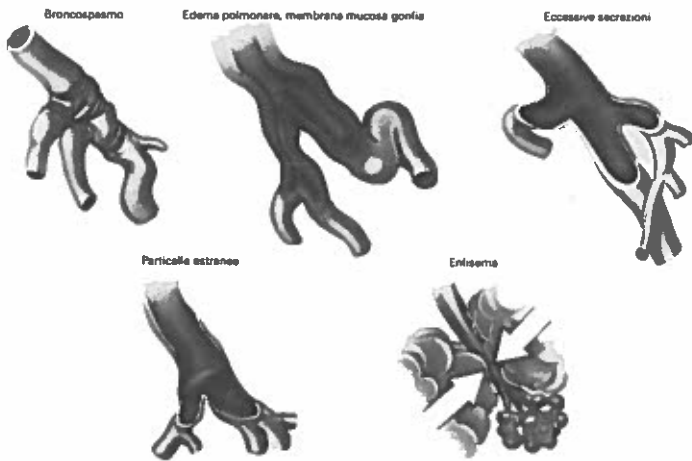 Broncospasmo
Edema polmonare, membrana mucosa gonfia
Eccessive secrezioni
Particelle estranee
Enfisema